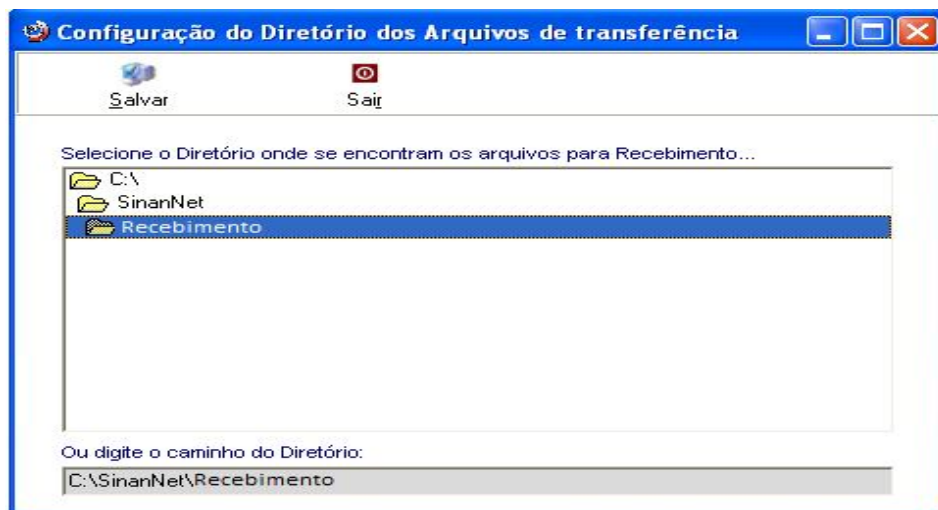 Configuração do Diretório dos Arquivos de transferência
Salvar Sair
Selecione o Diretório onde se encontram os arquivos para Recebimento...
C:\
SinanNet
Recebimento
Ou digite o caminho do Diretório:
C:\SinanNet\Recebimento